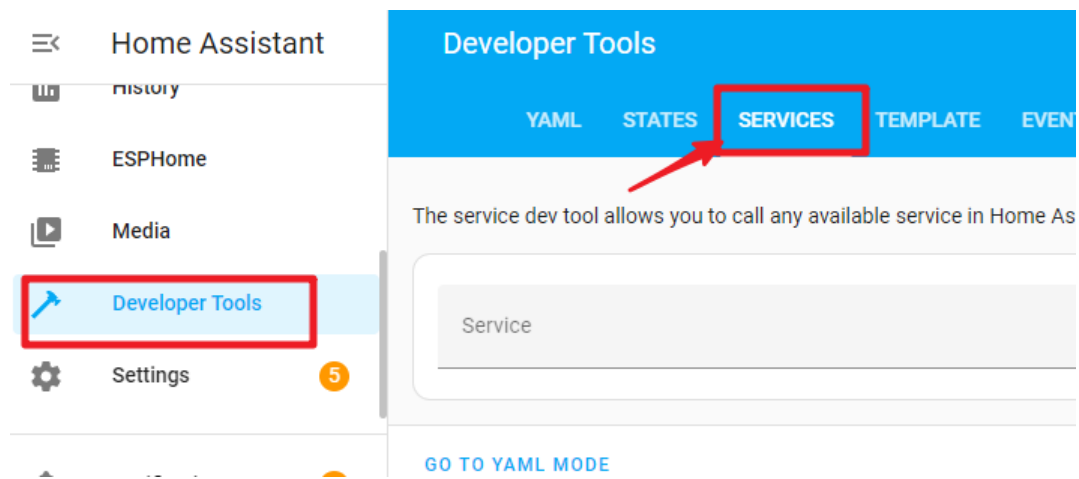 Home Assistant
History
ESPHome
Media
Developer Tools
Settings
5
Developer Tools
YAML STATES SERVICES TEMPLATE EVENT
The service dev tool allows you to call any available service in Home As
Service
GO TO YAML MODE